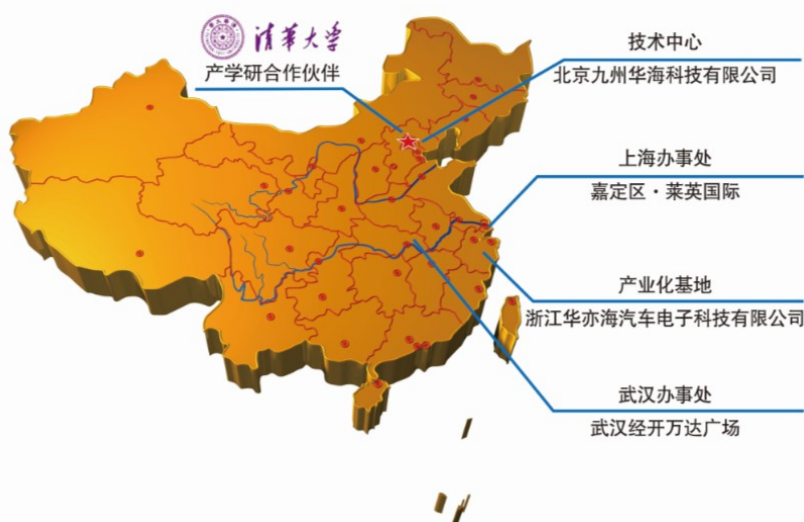 清华大学
产学研合作伙伴
技术中心
北京九州华海科技有限公司
上海办事处
嘉定区·莱英国际
产业化基地
浙江华亦海汽车电子科技有限公司
武汉办事处
武汉经开万达广场